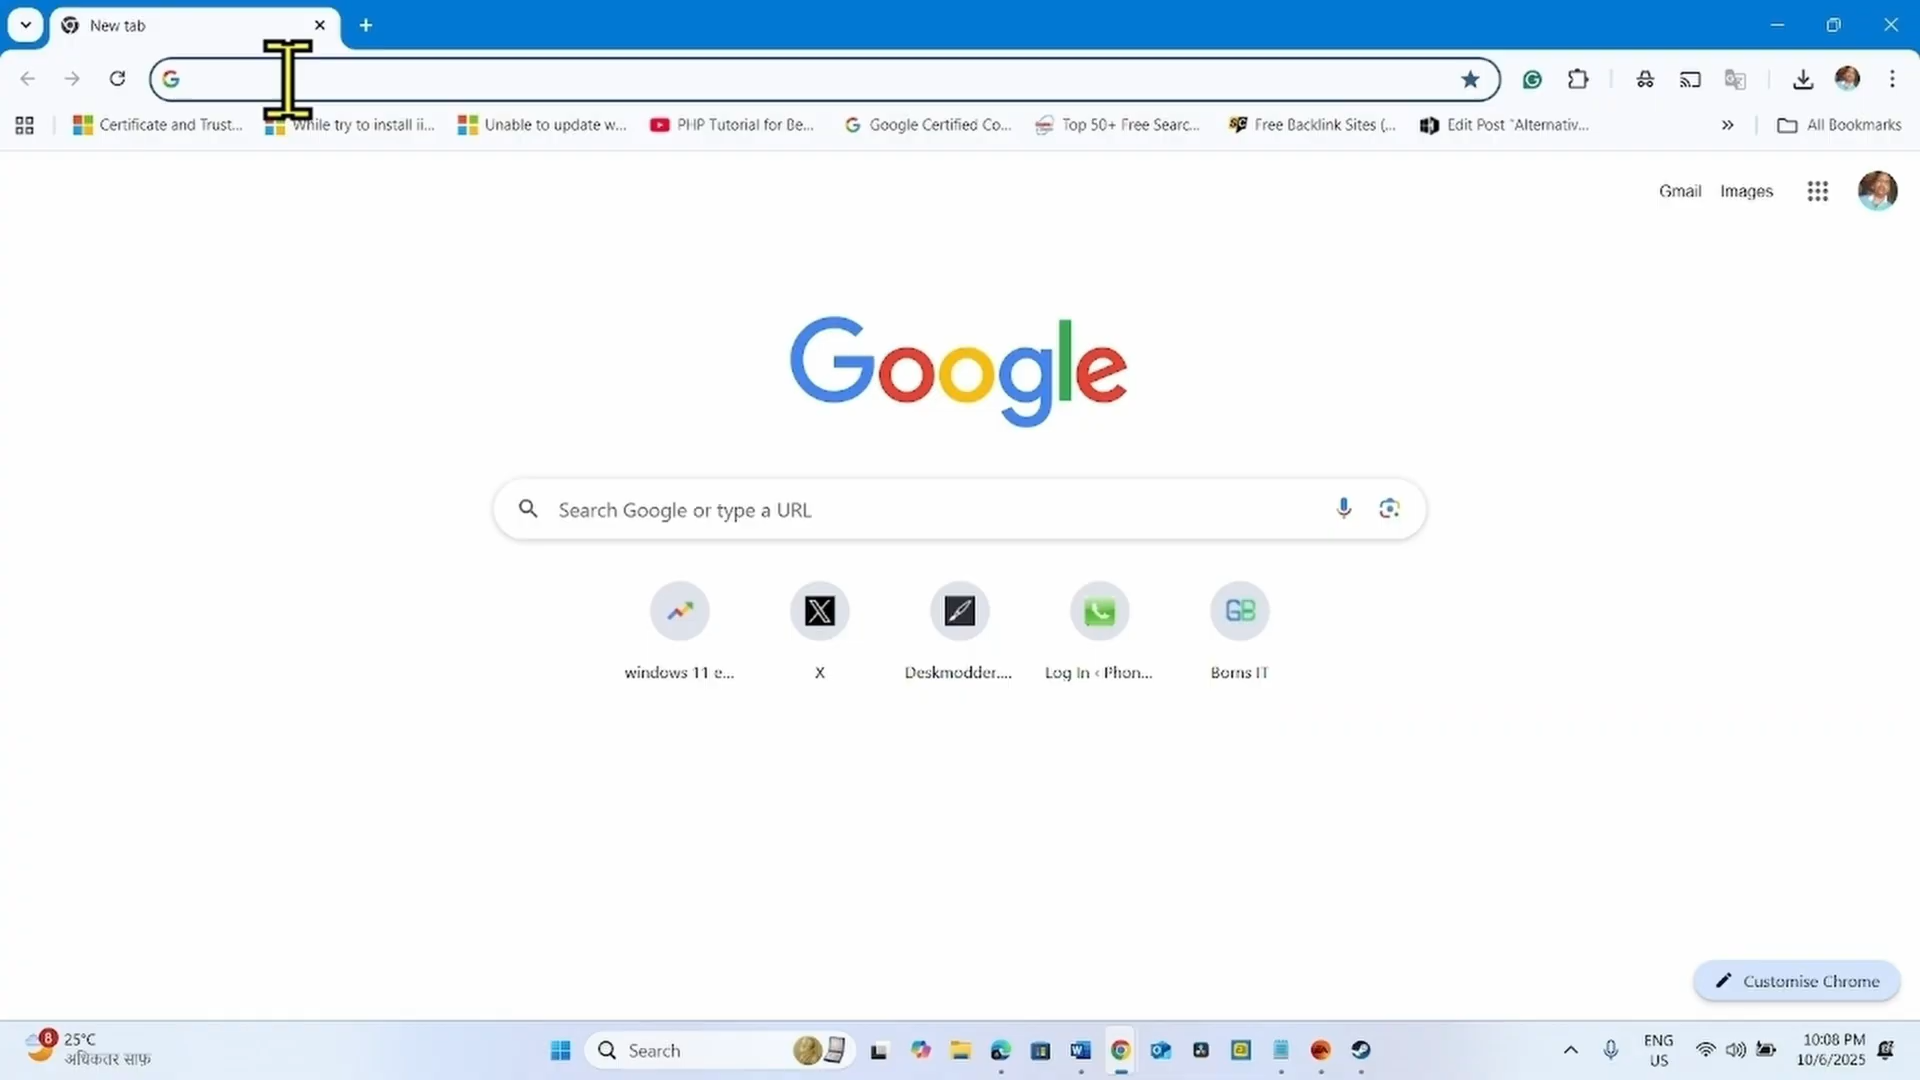 New tab
Certificate and Trust...
While try to install ii...
Unable to update w...
PHP Tutorial for Be...
Google Certified Co...
Top 50+ Free Searc...
Free Backlink Sites (...
Edit Post "Alternativ...
All Bookmarks
Gmail
Images
Google
Search Google or type a URL
windows 11 e...
X
Deskmodder....
Log In ‹ Phon...
GB
Borns IT
Customise Chrome
8
25°C
अधिकतर साफ़
Search
ENG
US
10:08 PM
10/6/2025